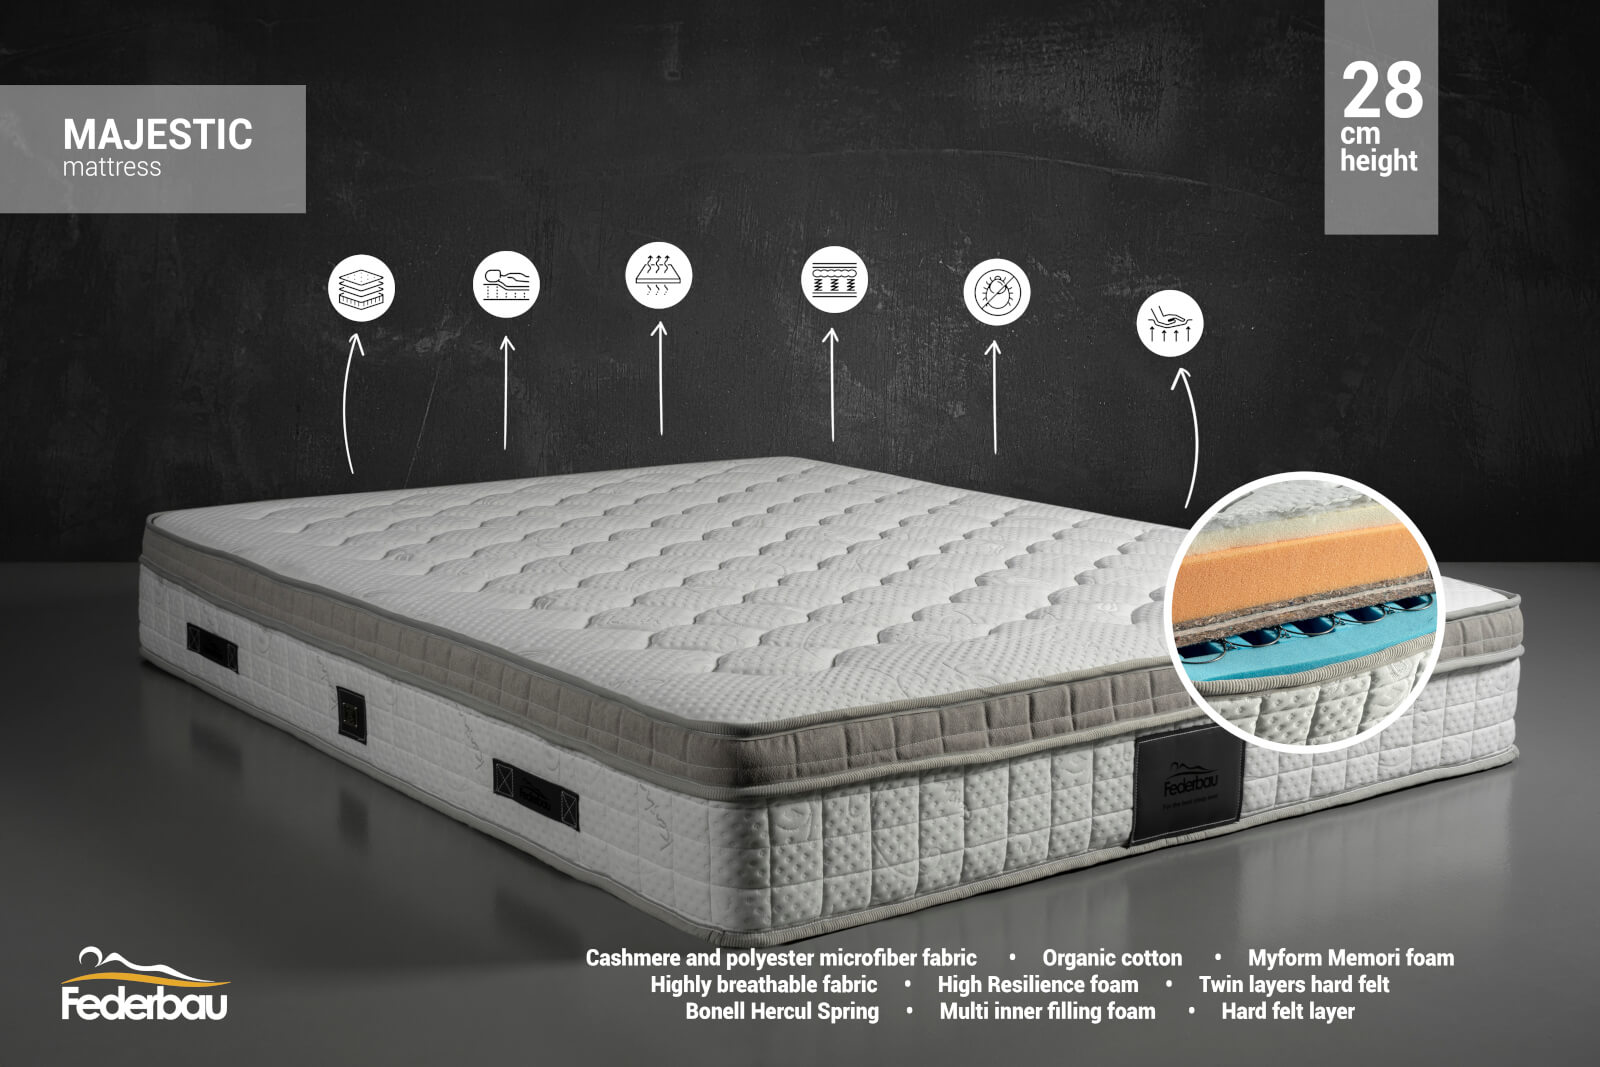 MAJESTIC
mattress
28
cm
height
Federbau
Federbau
Federbau
Cashmere and polyester microfiber fabric • Organic cotton • Myform Memori foam
Highly breathable fabric • High Resilience foam • Twin layers hard felt
Bonell Hercul Spring • Multi inner filling foam • Hard felt layer